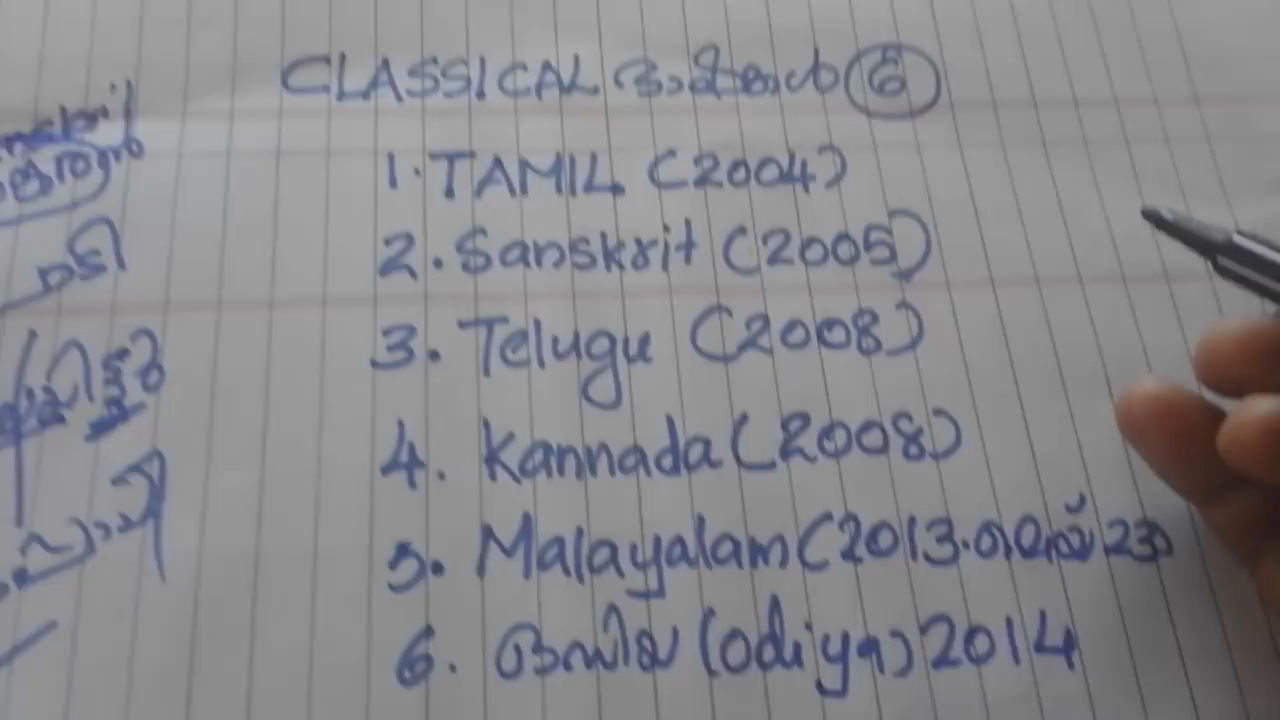 CLASSICAL ഭാഷകൾ 6
1. TAMIL (2004)
2. Sanskrit (2005)
3. Telugu (2008)
4. Kannada (2008)
5. Malayalam (2013. മെയ് 23)
6. ഒഡിയ (Odiya) 2014